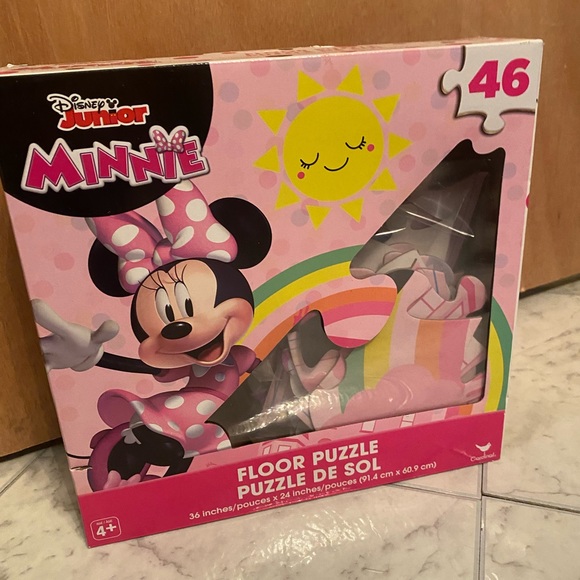 Disney
Junior
MINNIE
46
FLOOR PUZZLE
PUZZLE DE SOL
36 inches/pouces x 24 inches/pouces (91.4 cm x 60.9 cm)
4+
Cardinal